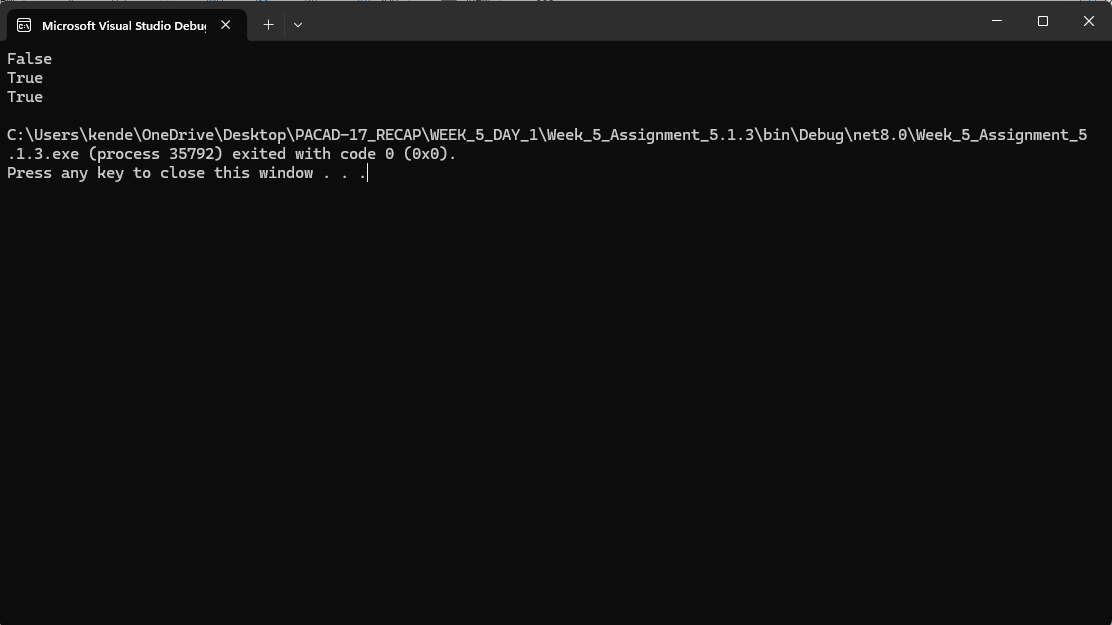 Microsoft Visual Studio Debug
False
True
True
C:\Users\kende\OneDrive\Desktop\PACAD-17_RECAP\WEEK_5_DAY_1\Week_5_Assignment_5.1.3\bin\Debug\net8.0\Week_5_Assignment_5
.1.3.exe (process 35792) exited with code 0 (0x0).
Press any key to close this window . . .